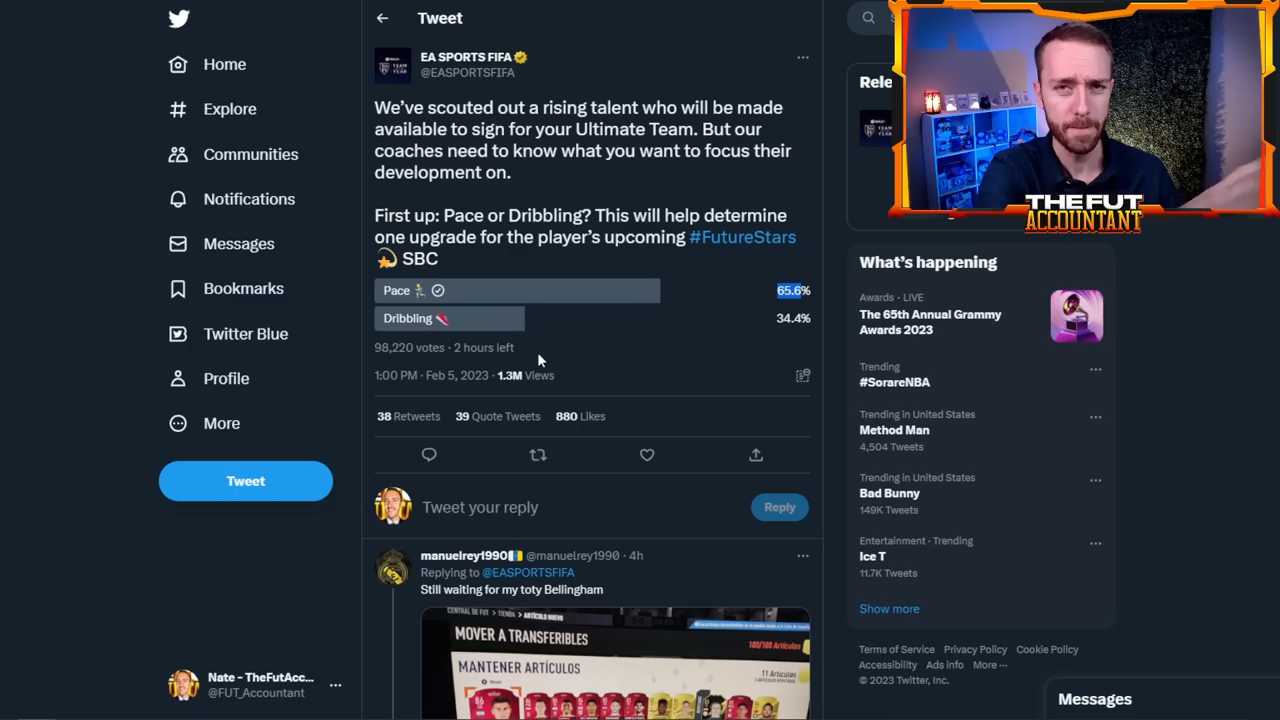 Home
Explore
Communities
Notifications
Messages
Bookmarks
Twitter Blue
Profile
More
Tweet
Nate - TheFutAcc...
@FUT_Accountant
Tweet
EA SPORTS FIFA
@EASPORTSFIFA
We've scouted out a rising talent who will be made
available to sign for your Ultimate Team. But our
coaches need to know what you want to focus their
development on.
First up: Pace or Dribbling? This will help determine
one upgrade for the player's upcoming #FutureStars
SBC
Pace 65.6%
Dribbling 34.4%
98,220 votes · 2 hours left
1:00 PM · Feb 5, 2023 · 1.3M Views
38 Retweets 39 Quote Tweets 880 Likes
Tweet your reply
Reply
manuelrey1990 @manuelrey1990 · 4h
Replying to @EASPORTSFIFA
Still waiting for my toty Bellingham
CENTRAL DE FUT > TIENDA > ARTÍCULO NUEVO
MOVER A TRANSFERIBLES
100/100 Artículos
MANTENER ARTÍCULOS
11 Artículos
86
THE FUT
ACCOUNTANT
Rele
What's happening
Awards · LIVE
The 65th Annual Grammy
Awards 2023
Trending
#SorareNBA
Trending in United States
Method Man
4,504 Tweets
Trending in United States
Bad Bunny
149K Tweets
Entertainment · Trending
Ice T
11.7K Tweets
Show more
Terms of Service Privacy Policy Cookie Policy
Accessibility Ads info More ···
© 2023 Twitter, Inc.
Messages